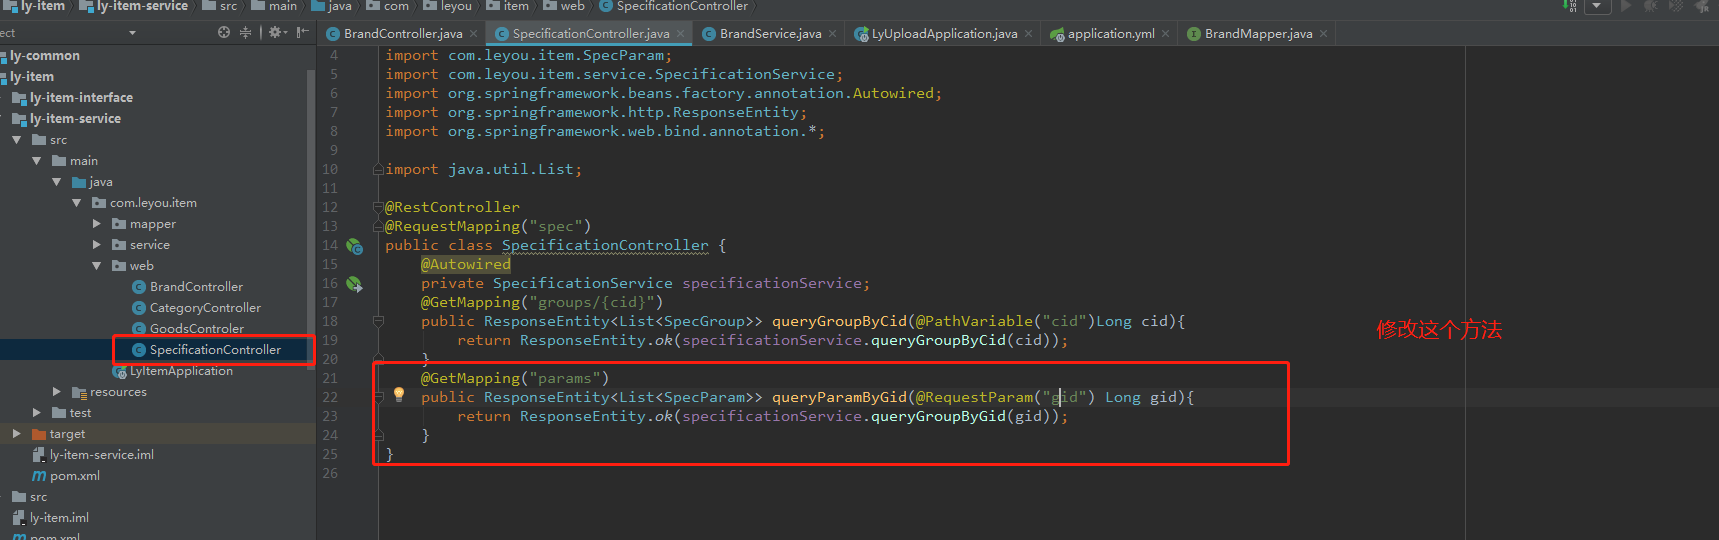 ly-item ly-item-service src main java com leyou item web SpecificationController
ect
BrandController.java SpecificationController.java BrandService.java LyUploadApplication.java application.yml BrandMapper.java
ly-common
ly-item
ly-item-interface
ly-item-service
src
main
java
com.leyou.item
mapper
service
web
BrandController
CategoryController
GoodsControler
SpecificationController
LyItemApplication
resources
test
target
ly-item-service.iml
pom.xml
src
ly-item.iml
pom.xml
4 import com.leyou.item.SpecParam;
5 import com.leyou.item.service.SpecificationService;
6 import org.springframework.beans.factory.annotation.Autowired;
7 import org.springframework.http.ResponseEntity;
8 import org.springframework.web.bind.annotation.*;
9
10 import java.util.List;
11
12 @RestController
13 @RequestMapping("spec")
14 public class SpecificationController {
15 @Autowired
16 private SpecificationService specificationService;
17 @GetMapping("groups/{cid}")
18 public ResponseEntity<List<SpecGroup>> queryGroupByCid(@PathVariable("cid")Long cid){
19 return ResponseEntity.ok(specificationService.queryGroupByCid(cid));
20 }
21 @GetMapping("params")
22 public ResponseEntity<List<SpecParam>> queryParamByGid(@RequestParam("gid") Long gid){
23 return ResponseEntity.ok(specificationService.queryGroupByGid(gid));
24 }
25 }
26
修改这个方法